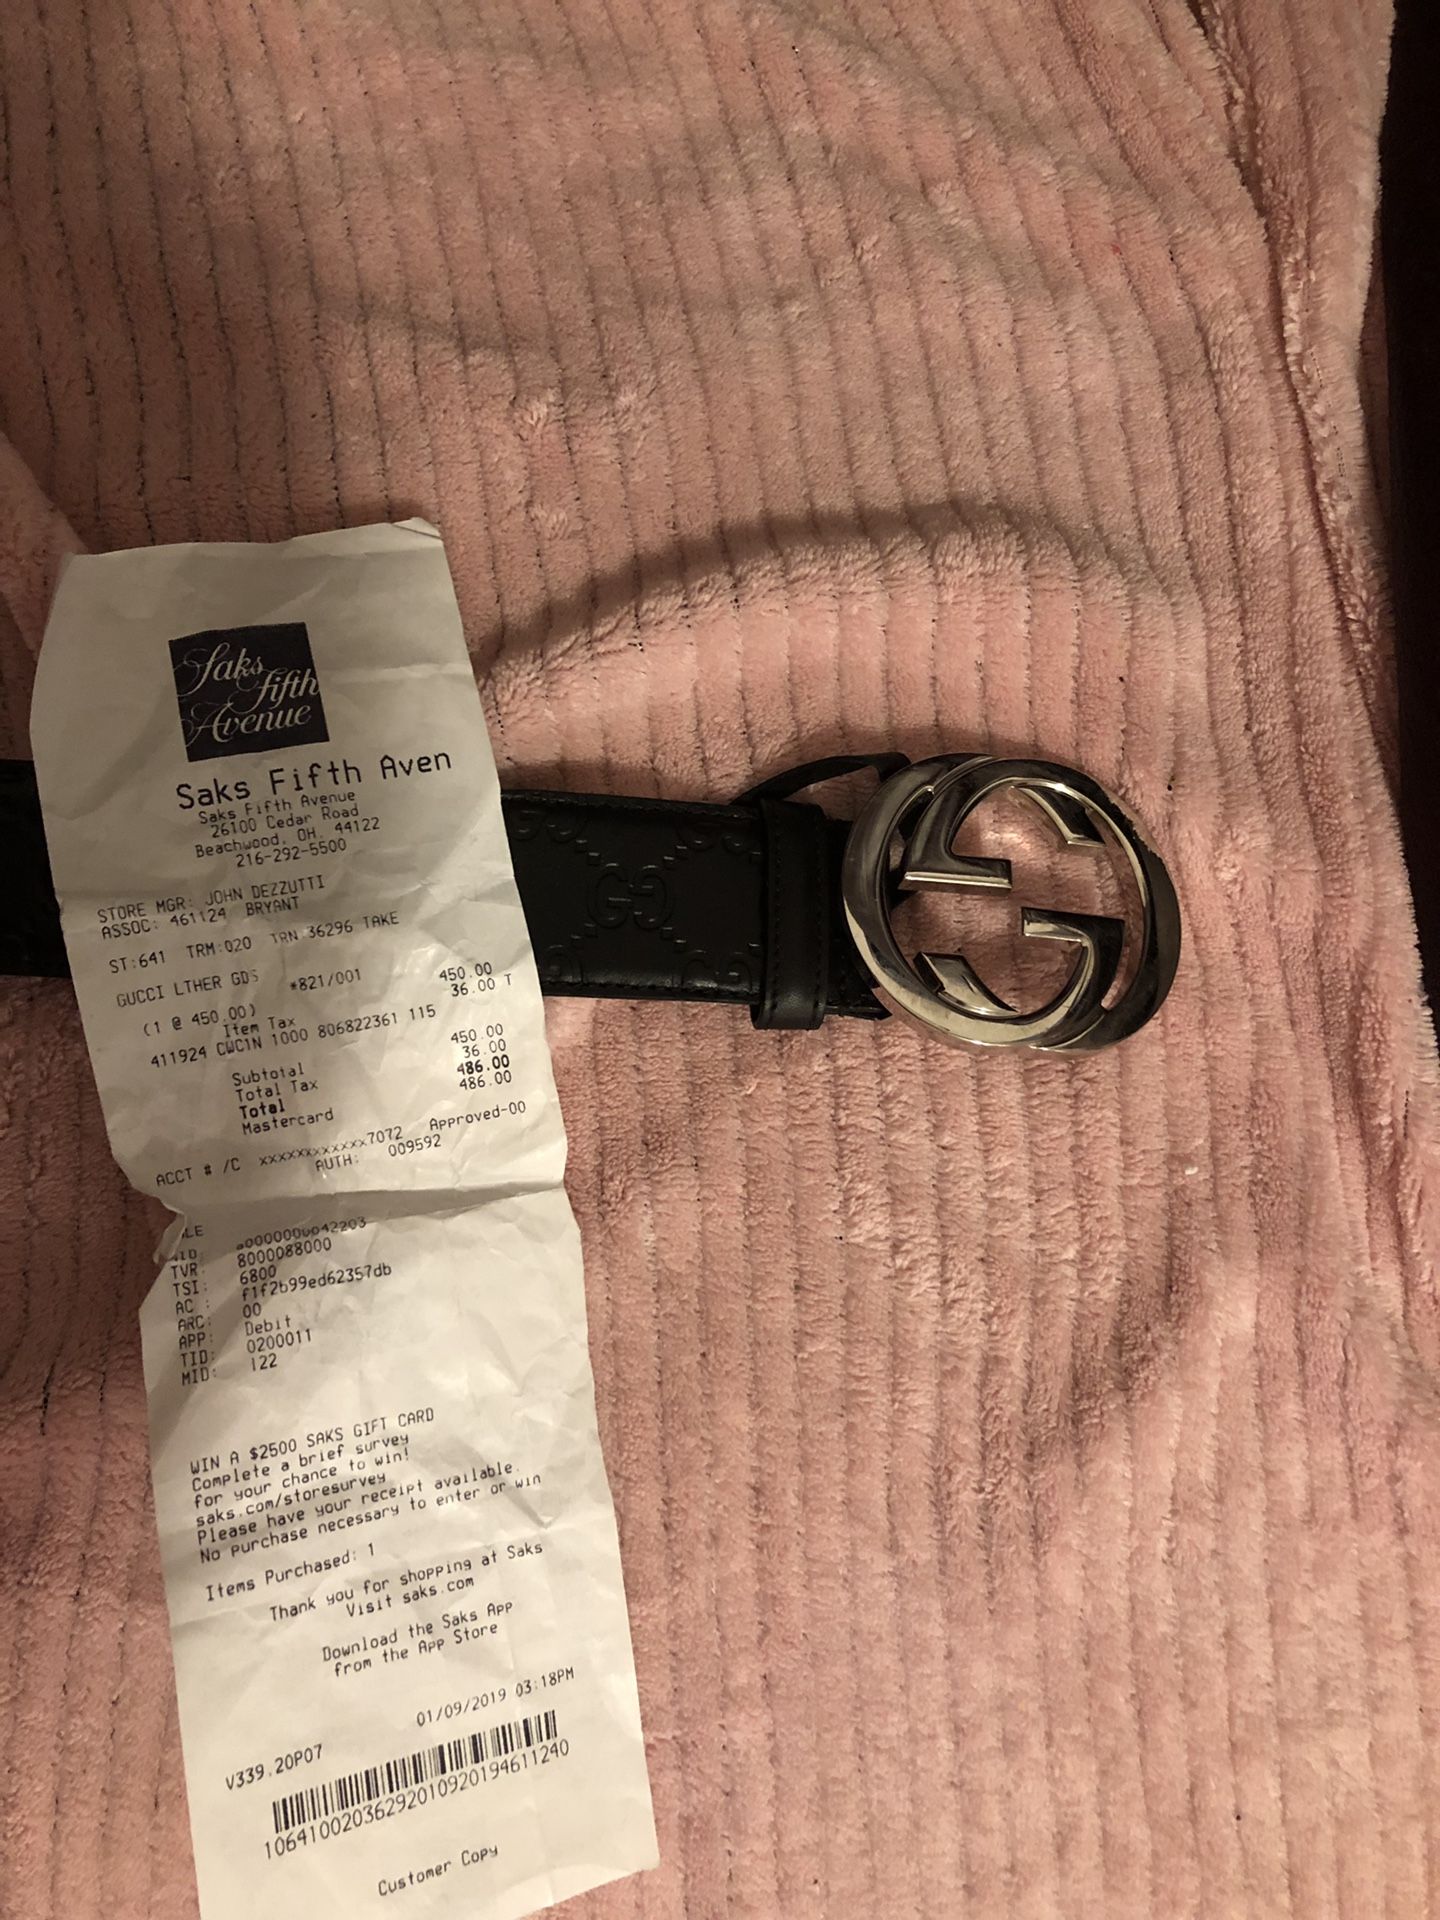 Saks
fifth
Avenue
Saks Fifth Aven
Saks Fifth Avenue
26100 Cedar Road
Beachwood, OH. 44122
216-292-5500
STORE MGR: JOHN DEZZUTTI
ASSOC: 461124 BRYANT
ST:641 TRM:020 TRN:36296 TAKE
GUCCI LTHER GDS *821/001 450.00
(1 @ 450.00)
Item Tax 36.00 T
411924 CWC1N 1000 806822361 115
Subtotal 450.00
Total Tax 36.00
Total 486.00
Mastercard 486.00
ACCT # /C xxxxxxxxxxxx7072 Approved-00
AUTH: 009592
TVR: 8000088000
TSI: 6800
AC : f1f2b99ed62357db
ARC: 00
APP: Debit
TID: 0200011
MID: 122
WIN A $2500 SAKS GIFT CARD
Complete a brief survey
for your chance to win!
saks.com/storesurvey
Please have your receipt available.
No purchase necessary to enter or win
Items Purchased: 1
Thank you for shopping at Saks
Visit saks.com
Download the Saks App
from the App Store
01/09/2019 03:18PM
V339.20P07
10641002036292010920194611240
Customer Copy
GG